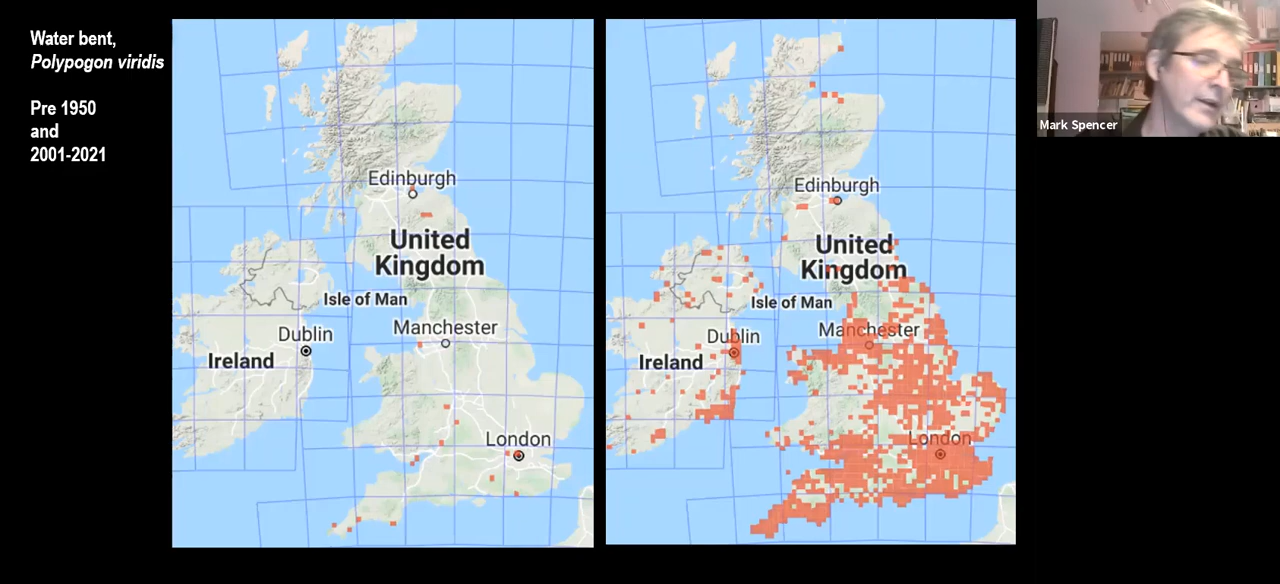 Water bent,
Polypogon viridis
Pre 1950
and
2001-2021
Edinburgh
United
Kingdom
Isle of Man
Dublin
Manchester
Ireland
London
Edinburgh
United
Kingdom
Isle of Man
Dublin
Manchester
Ireland
London
Mark Spencer